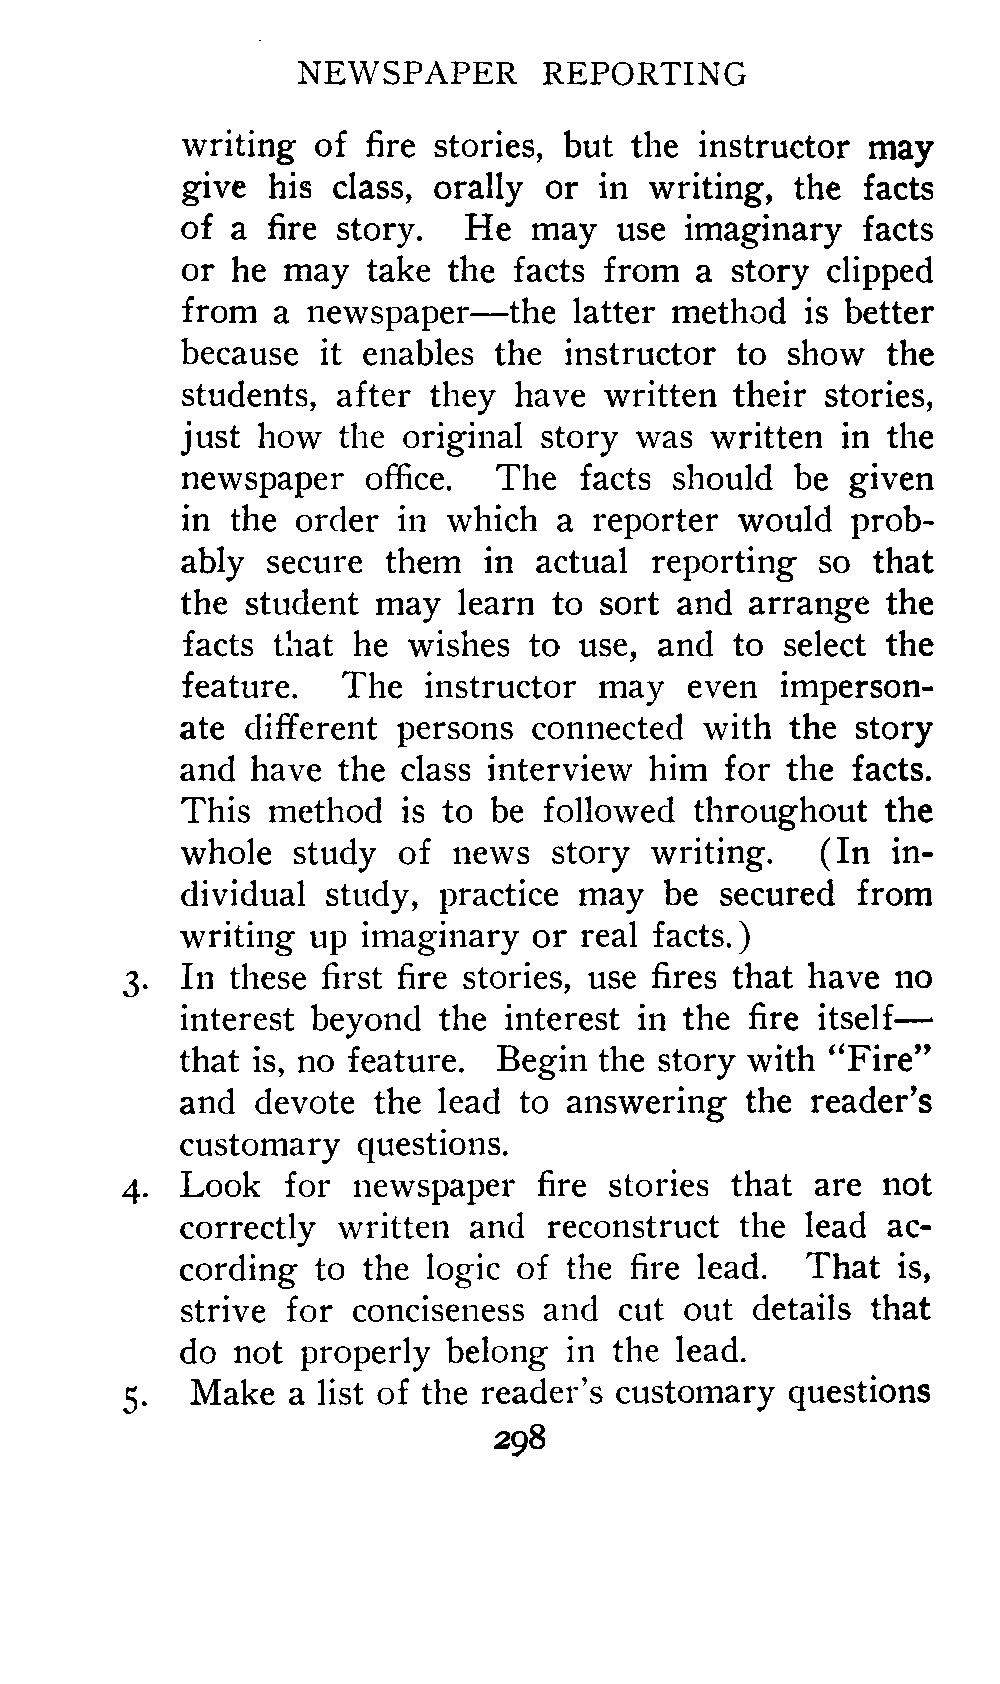 NEWSPAPER REPORTING
writing of fire stories, but the instructor may
give his class, orally or in writing, the facts
of a fire story. He may use imaginary facts
or he may take the facts from a story clipped
from a newspaper—the latter method is better
because it enables the instructor to show the
students, after they have written their stories,
just how the original story was written in the
newspaper office. The facts should be given
in the order in which a reporter would prob-
ably secure them in actual reporting so that
the student may learn to sort and arrange the
facts that he wishes to use, and to select the
feature. The instructor may even imperson-
ate different persons connected with the story
and have the class interview him for the facts.
This method is to be followed throughout the
whole study of news story writing. (In in-
dividual study, practice may be secured from
writing up imaginary or real facts.)
3. In these first fire stories, use fires that have no
interest beyond the interest in the fire itself—
that is, no feature. Begin the story with “Fire”
and devote the lead to answering the reader's
customary questions.
4. Look for newspaper fire stories that are not
correctly written and reconstruct the lead ac-
cording to the logic of the fire lead. That is,
strive for conciseness and cut out details that
do not properly belong in the lead.
5. Make a list of the reader's customary questions
298